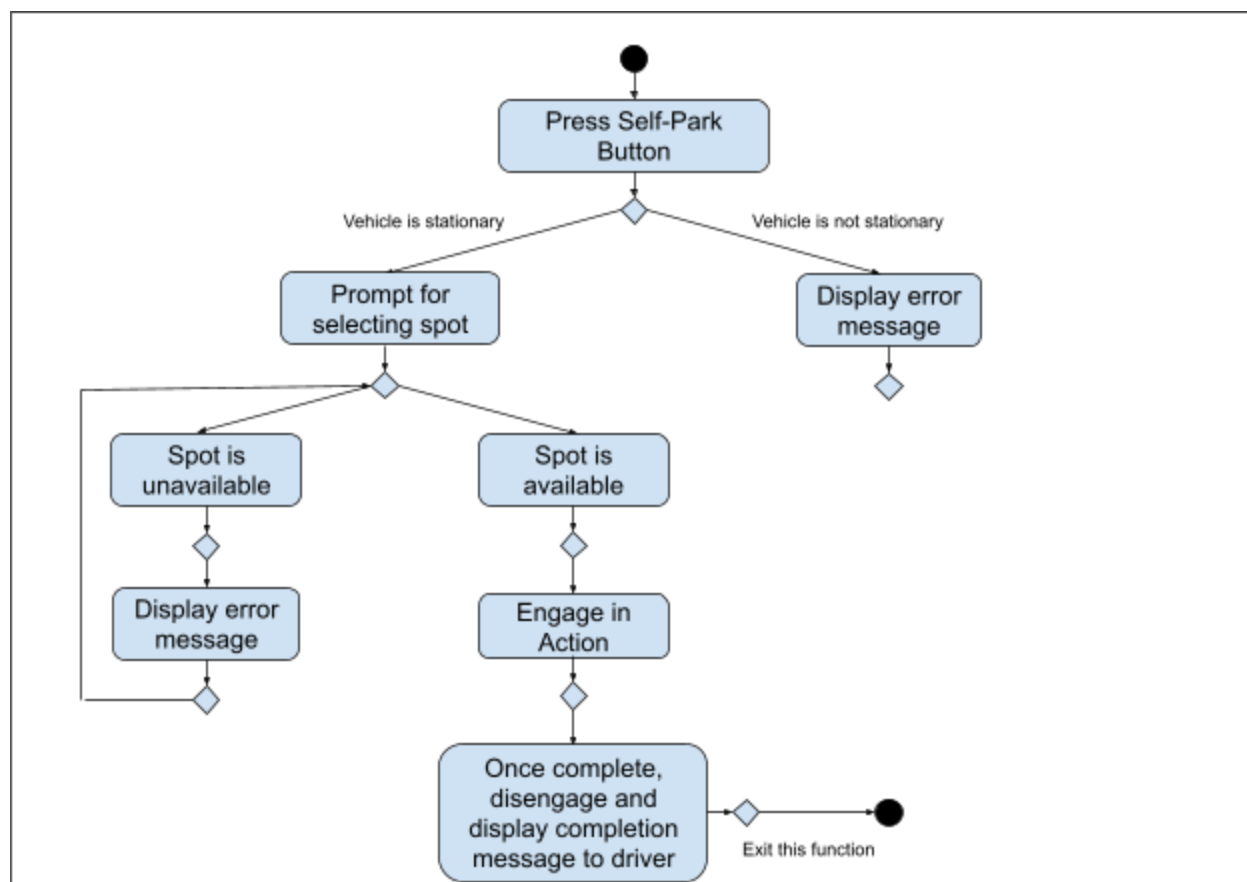 Press Self-Park
Button
Vehicle is stationary
Vehicle is not stationary
Prompt for
selecting spot
Display error
message
Spot is
unavailable
Spot is
available
Display error
message
Engage in
Action
Once complete,
disengage and
display completion
message to driver
Exit this function